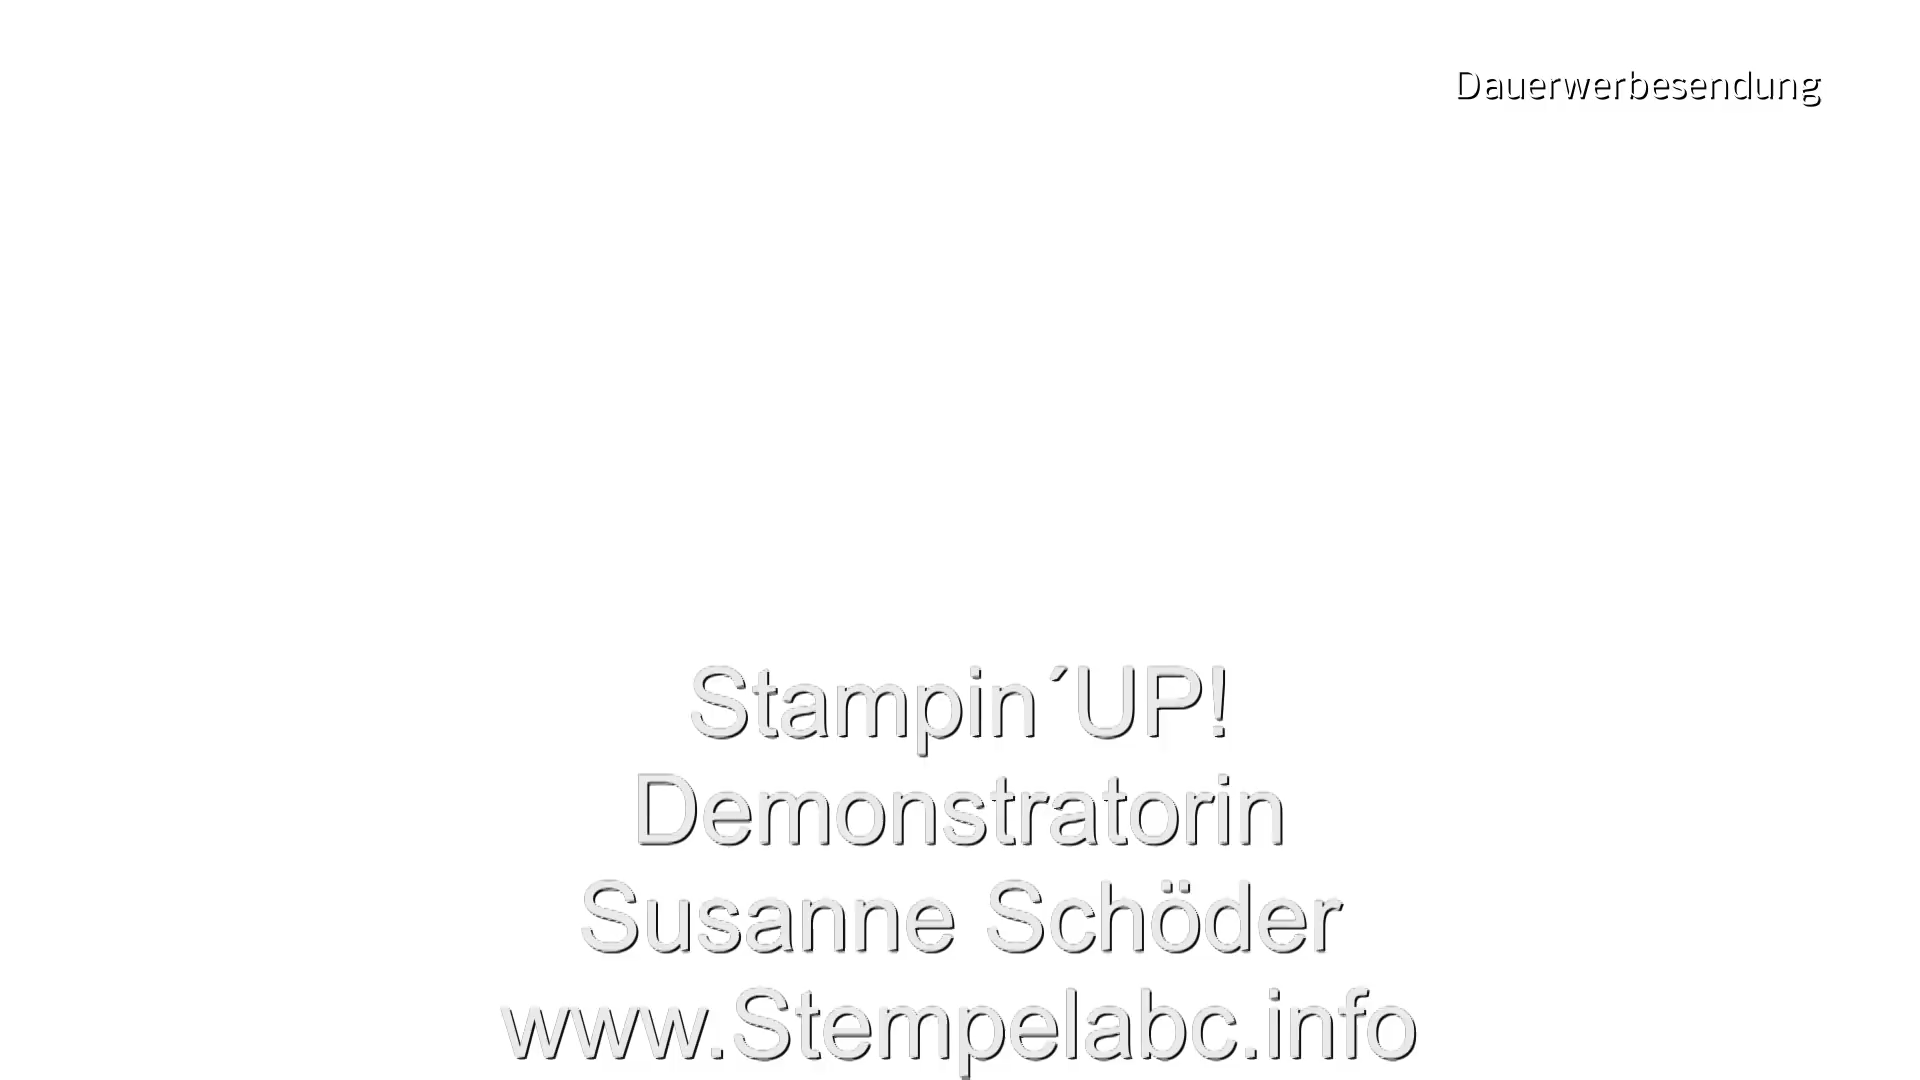 Dauerwerbesendung
Stampin´UP!
Demonstratorin
Susanne Schöder
www.Stempelabc.info